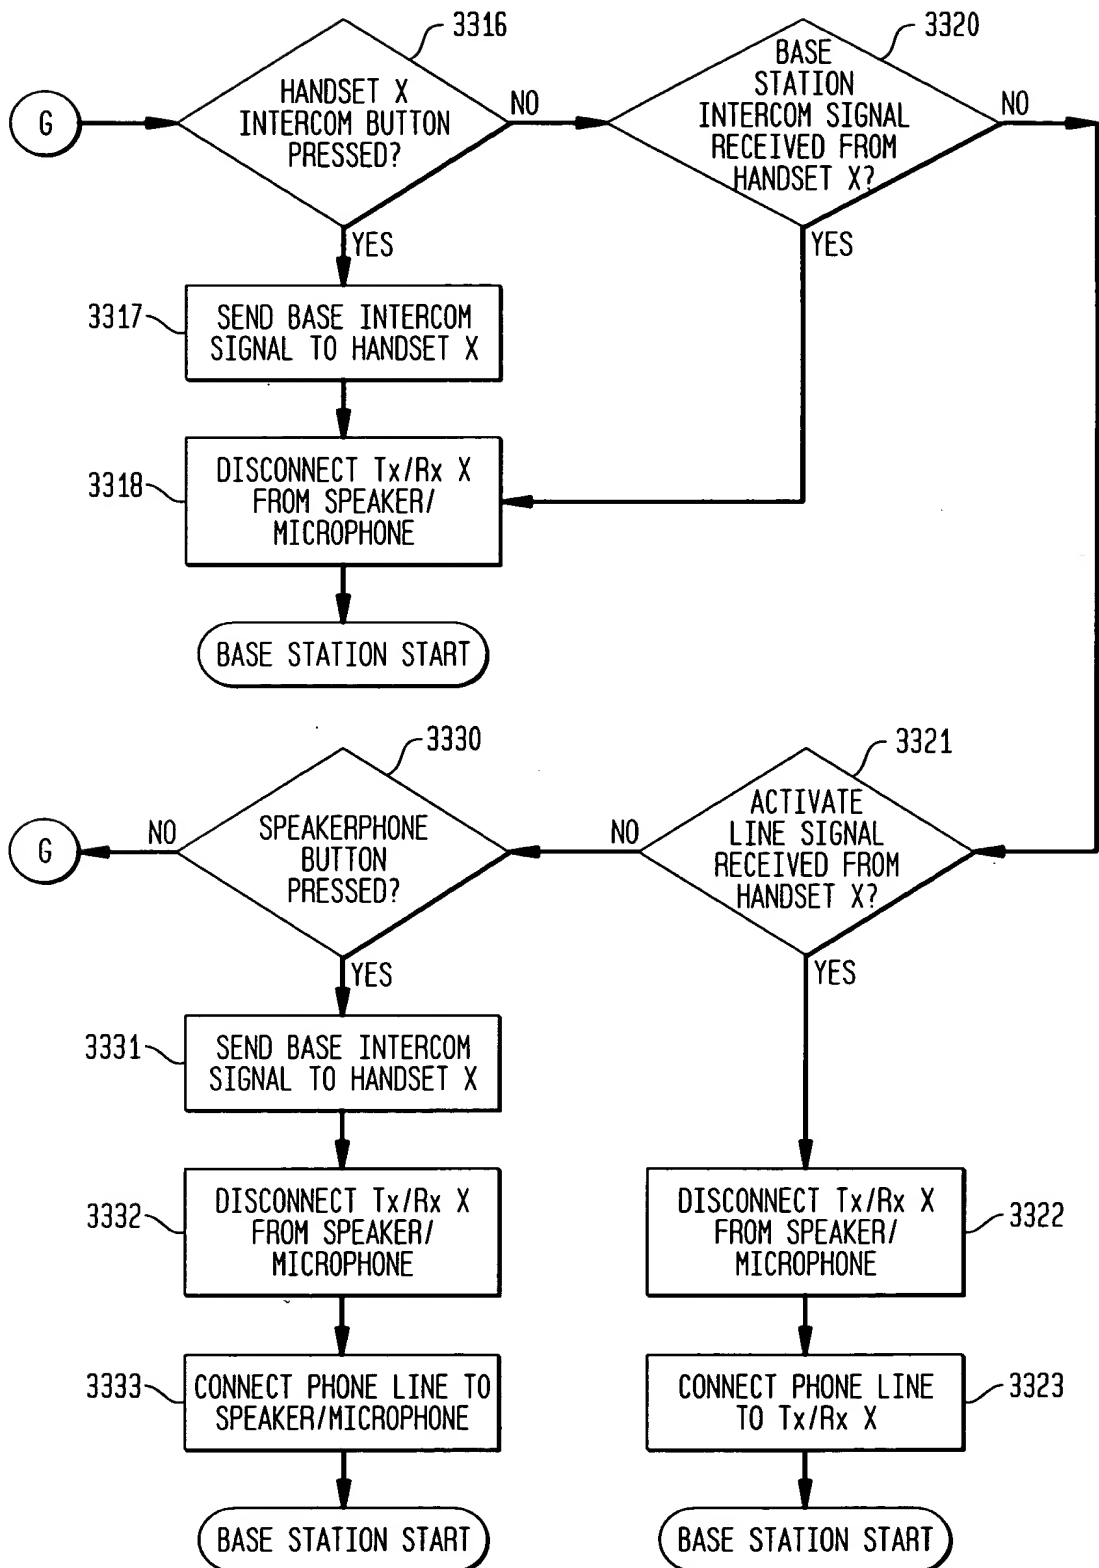 3316
HANDSET X
INTERCOM BUTTON
PRESSED?
G
NO
YES
3320
BASE
STATION
INTERCOM SIGNAL
RECEIVED FROM
HANDSET X?
NO
YES
3317
SEND BASE INTERCOM
SIGNAL TO HANDSET X
3318
DISCONNECT Tx/Rx X
FROM SPEAKER/
MICROPHONE
BASE STATION START
3330
SPEAKERPHONE
BUTTON
PRESSED?
NO
G
YES
3321
ACTIVATE
LINE SIGNAL
RECEIVED FROM
HANDSET X?
NO
YES
3331
SEND BASE INTERCOM
SIGNAL TO HANDSET X
3332
DISCONNECT Tx/Rx X
FROM SPEAKER/
MICROPHONE
DISCONNECT Tx/Rx X
FROM SPEAKER/
MICROPHONE
3322
3333
CONNECT PHONE LINE TO
SPEAKER/MICROPHONE
CONNECT PHONE LINE
TO Tx/Rx X
3323
BASE STATION START
BASE STATION START